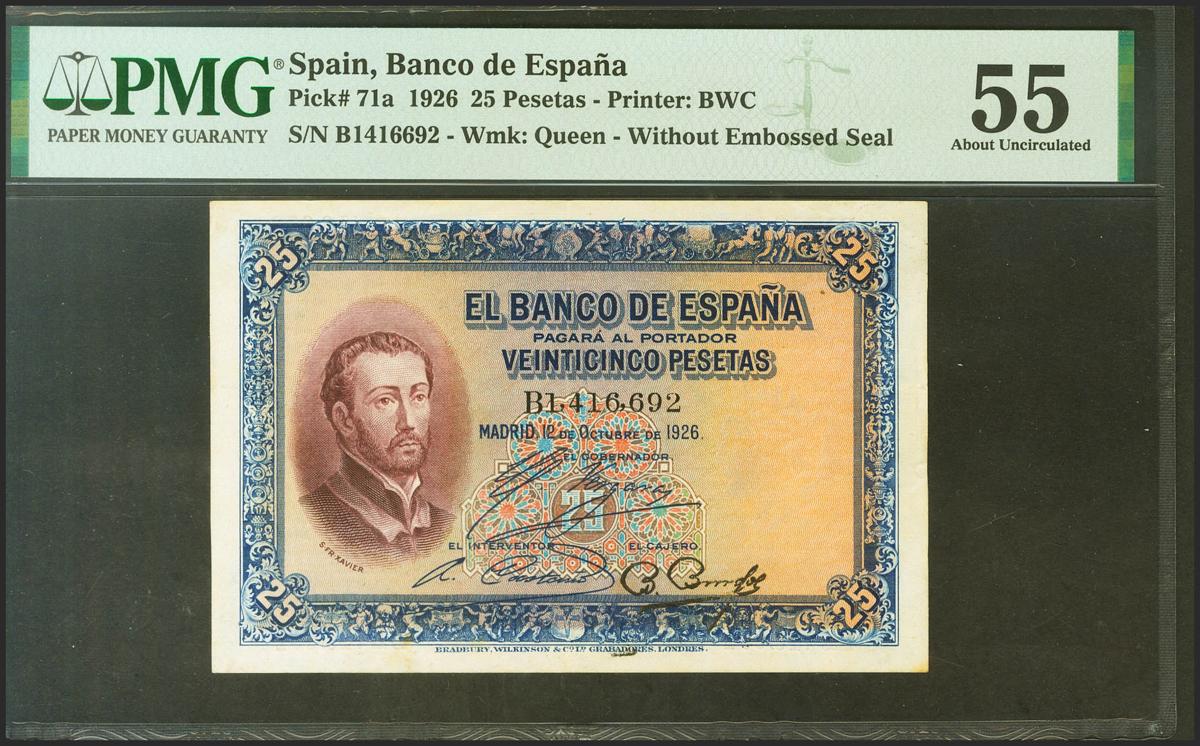 PMG®
PAPER MONEY GUARANTY
Spain, Banco de España
Pick# 71a 1926 25 Pesetas - Printer: BWC
S/N B1416692 - Wmk: Queen - Without Embossed Seal
55
About Uncirculated
25
25
EL BANCO DE ESPAÑA
PAGARÁ AL PORTADOR
VEINTICINCO PESETAS
B1,416,692
MADRID, 12 DE OCTUBRE DE 1926.
EL GOBERNADOR
25
EL INTERVENTOR
EL CAJERO
S. FR. XAVIER
25
25
BRADBURY, WILKINSON & Cº Lᴰ GRABADORES. LONDRES.